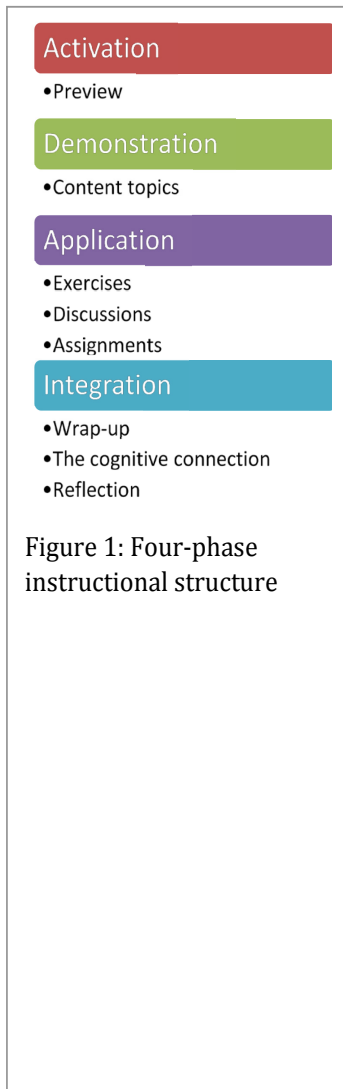 Activation
•Preview
Demonstration
•Content topics
Application
•Exercises
•Discussions
•Assignments
Integration
•Wrap-up
•The cognitive connection
•Reflection
Figure 1: Four-phase
instructional structure